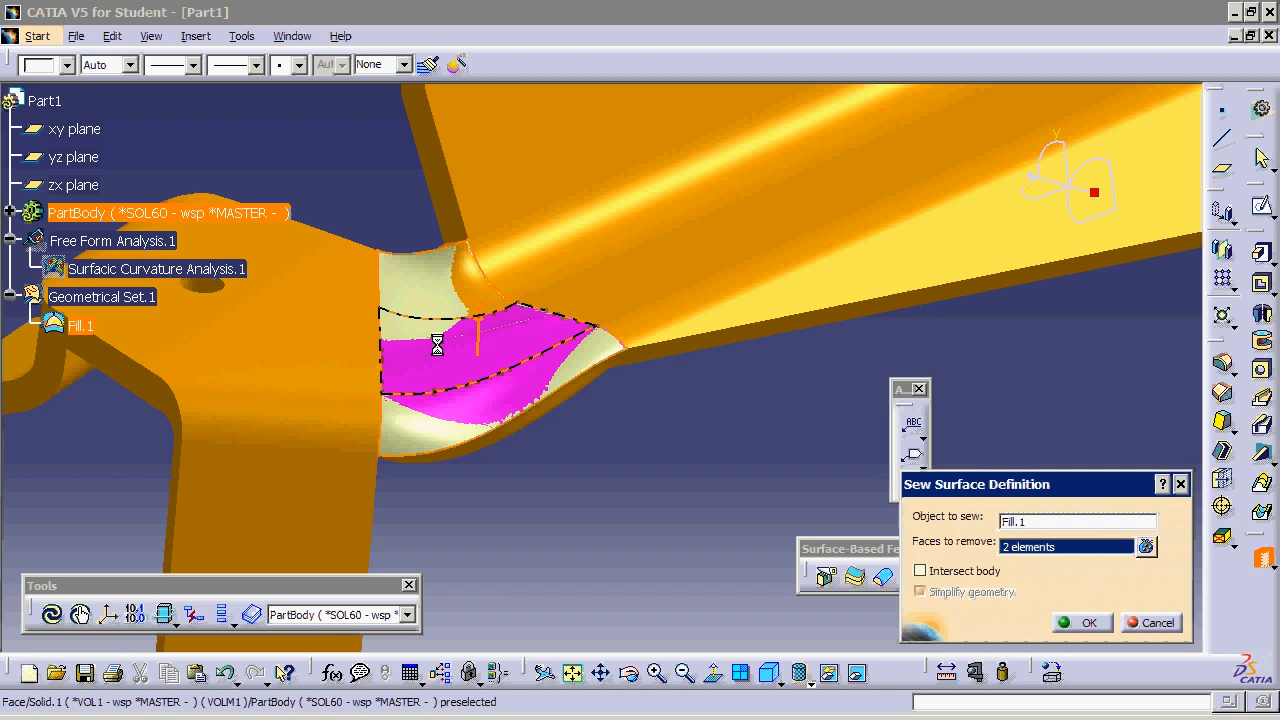 CATIA V5 for Student - [Part1]
Start File Edit View Insert Tools Window Help
Auto Aut None
Part1
xy plane
yz plane
zx plane
PartBody ( *SOL60 - wsp *MASTER - )
Free Form Analysis.1
Surfacic Curvature Analysis.1
Geometrical Set.1
Fill.1
y
A...
ABC
Sew Surface Definition
Object to sew: Fill.1
Faces to remove: 2 elements
Intersect body
Simplify geometry.
OK Cancel
Surface-Based Fe
Tools
PartBody ( *SOL60 - wsp *
f(x)
CATIA
Face/Solid.1 ( *VOL1 - wsp *MASTER - ) ( VOLM1)/PartBody ( *SOL60 - wsp *MASTER - ) preselected